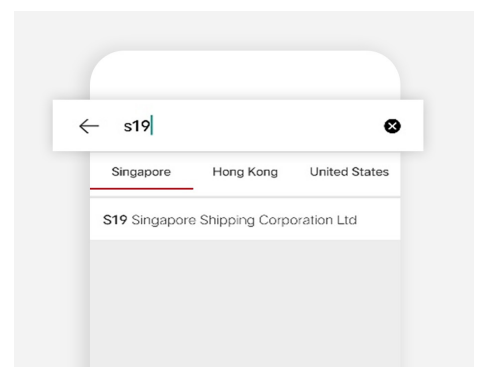 s19
Singapore Hong Kong United States
S19 Singapore Shipping Corporation Ltd